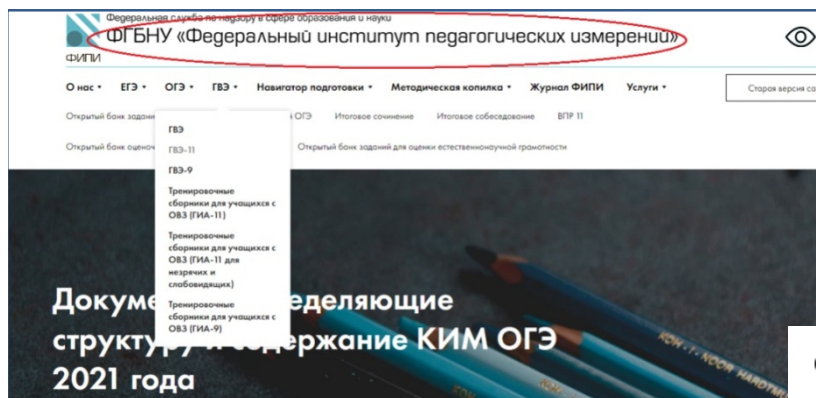 Федеральная служба по надзору в сфере образования и науки
ФГБНУ «Федеральный институт педагогических измерений»
ФИПИ
О нас ЕГЭ ОГЭ ГВЭ Навигатор подготовки Методическая копилка Журнал ФИПИ Услуги
Старая версия са
Открытый банк задани ОГЭ Итоговое сочинение Итоговое собеседование ВПР 11
Открытый банк оценоч Открытый банк заданий для оценки естественнонаучной грамотности
ГВЭ
ГВЭ-11
ГВЭ-9
Тренировочные
сборники для учащихся с
ОВЗ (ГИА-11)
Тренировочные
сборники для учащихся с
ОВЗ (ГИА-11 для
незрячих и
слабовидящих)
Тренировочные
сборники для учащихся с
ОВЗ (ГИА-9)
Докуме еделяющие
структу и содержание КИМ ОГЭ
2021 года
KOH-I-NOOR HARDTMU